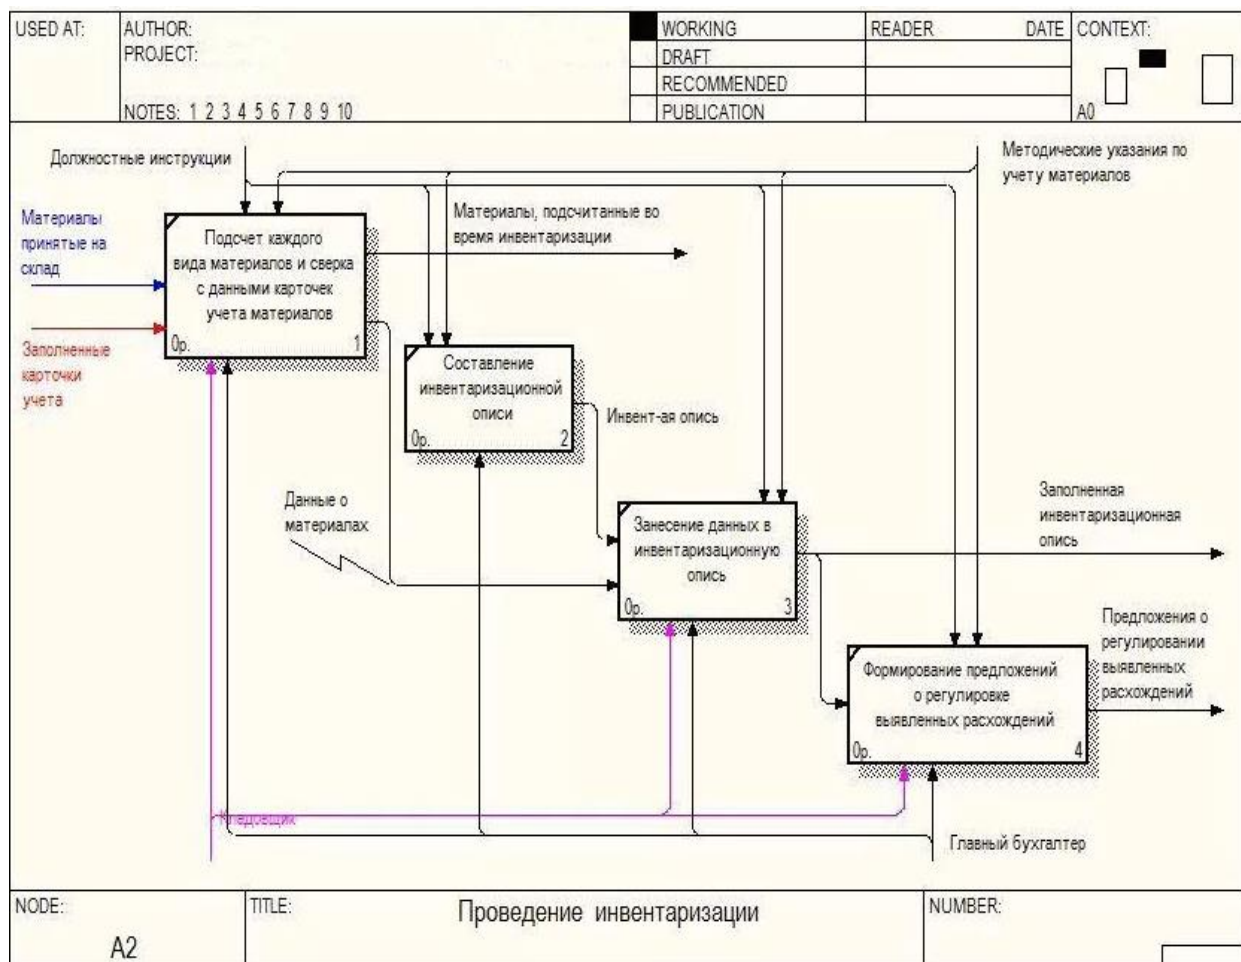 USED AT:
AUTHOR:
PROJECT:
NOTES: 1 2 3 4 5 6 7 8 9 10
WORKING
DRAFT
RECOMMENDED
PUBLICATION
READER DATE
CONTEXT:
A0
Должностные инструкции
Методические указания по
учету материалов
Материалы
принятые на
склад
Заполненные
карточки
учета
Подсчет каждого
вида материалов и сверка
с данными карточек
учета материалов
0р. 1
Материалы, подсчитанные во
время инвентаризации
Составление
инвентаризационной
описи
0р. 2
Инвент-ая опись
Данные о
материалах
Занесение данных в
инвентаризационную
опись
0р. 3
Заполненная
инвентаризационная
опись
Формирование предложений
о регулировке
выявленных расхождений
0р. 4
Предложения о
регулировании
выявленных
расхождений
Кладовщик
Главный бухгалтер
NODE:
A2
TITLE:
Проведение инвентаризации
NUMBER: